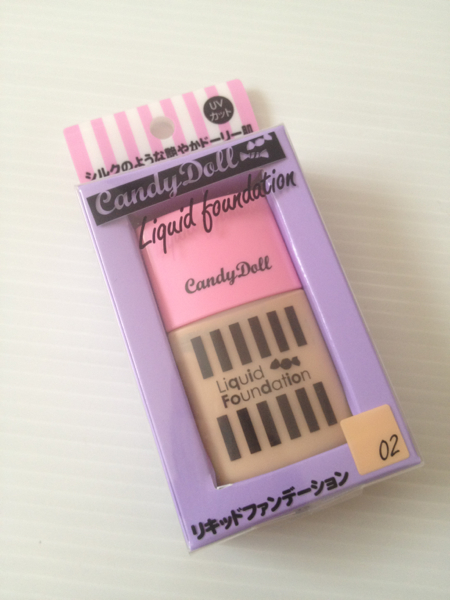 UV
カット
シルクのような艶やかドーリー肌
CandyDoll
Liquid foundation
CandyDoll
Liquid
Foundation
02
リキッドファンデーション